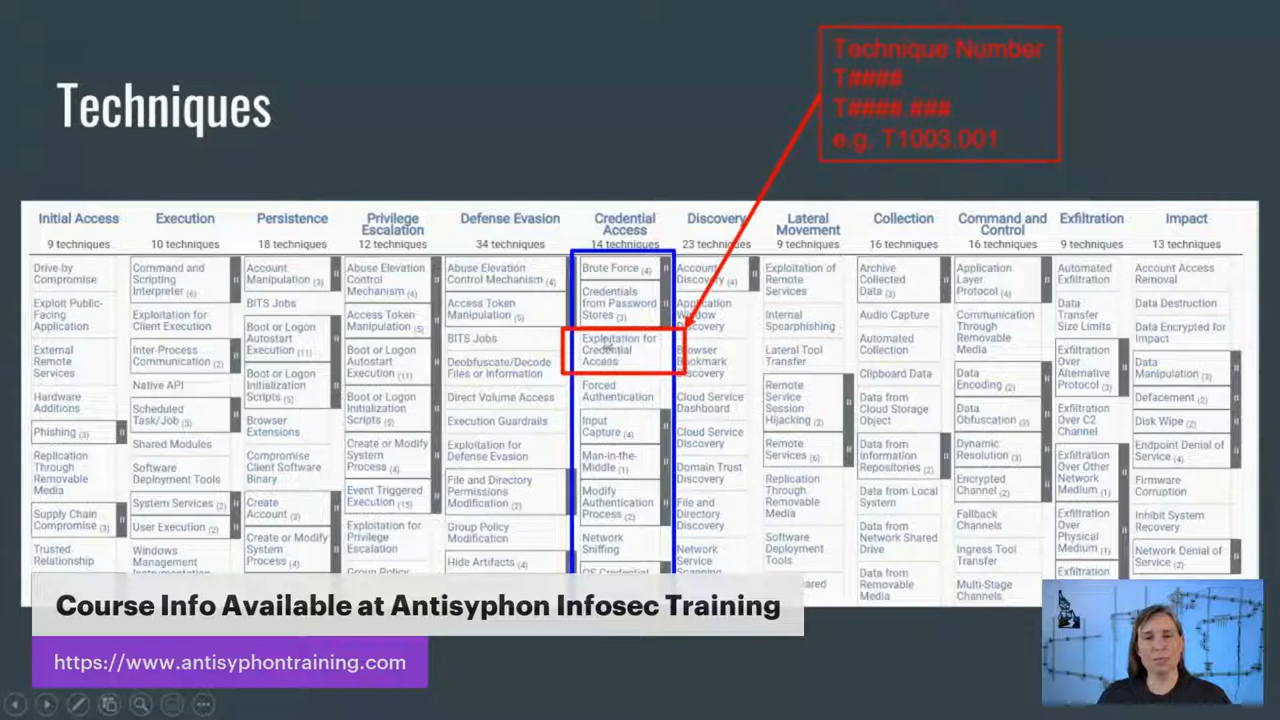 Techniques
Technique Number
T####
T####.###
e.g. T1003.001
Initial Access
9 techniques
Drive-by
Compromise
Exploit Public-
Facing
Application
External
Remote
Services
Hardware
Additions
Phishing (3)
Replication
Through
Removable
Media
Supply Chain
Compromise (3)
Trusted
Relationship
Execution
10 techniques
Command and
Scripting
Interpreter (6)
Exploitation for
Client Execution
Inter-Process
Communication (2)
Native API
Scheduled
Task/Job (5)
Shared Modules
Software
Deployment Tools
System Services (2)
User Execution (2)
Windows
Management
Instrumentation
Persistence
18 techniques
Account
Manipulation (3)
BITS Jobs
Boot or Logon
Autostart
Execution (11)
Boot or Logon
Initialization
Scripts (5)
Browser
Extensions
Compromise
Client Software
Binary
Create
Account (3)
Create or Modify
System
Process (4)
Privilege
Escalation
12 techniques
Abuse Elevation
Control
Mechanism (4)
Access Token
Manipulation (5)
Boot or Logon
Autostart
Execution (11)
Boot or Logon
Initialization
Scripts (5)
Create or Modify
System
Process (4)
Event Triggered
Execution (15)
Exploitation for
Privilege
Escalation
Group Policy
Defense Evasion
34 techniques
Abuse Elevation
Control Mechanism (4)
Access Token
Manipulation (5)
BITS Jobs
Deobfuscate/Decode
Files or Information
Direct Volume Access
Execution Guardrails
Exploitation for
Defense Evasion
File and Directory
Permissions
Modification (2)
Group Policy
Modification
Hide Artifacts (4)
Credential
Access
14 techniques
Brute Force (4)
Credentials
from Password
Stores (3)
Exploitation for
Credential
Access
Forced
Authentication
Input
Capture (4)
Man-in-the-
Middle (1)
Modify
Authentication
Process (2)
Network
Sniffing
OS Credential
Discovery
23 techniques
Account
Discovery (4)
Application
Window
Discovery
Browser
Bookmark
Discovery
Cloud Service
Dashboard
Cloud Service
Discovery
Domain Trust
Discovery
File and
Directory
Discovery
Network
Service
Scanning
Lateral
Movement
9 techniques
Exploitation of
Remote
Services
Internal
Spearphishing
Lateral Tool
Transfer
Remote
Service
Session
Hijacking (2)
Remote
Services (6)
Replication
Through
Removable
Media
Software
Deployment
Tools
Collection
16 techniques
Archive
Collected
Data (3)
Audio Capture
Automated
Collection
Clipboard Data
Data from
Cloud Storage
Object
Data from
Information
Repositories (2)
Data from Local
System
Data from
Network Shared
Drive
Data from
Removable
Media
Command and
Control
16 techniques
Application
Layer
Protocol (4)
Communication
Through
Removable
Media
Data
Encoding (2)
Data
Obfuscation (3)
Dynamic
Resolution (3)
Encrypted
Channel (2)
Fallback
Channels
Ingress Tool
Transfer
Multi-Stage
Channels
Exfiltration
9 techniques
Automated
Exfiltration
Data
Transfer
Size Limits
Exfiltration
Over
Alternative
Protocol (3)
Exfiltration
Over C2
Channel
Exfiltration
Over Other
Network
Medium (1)
Exfiltration
Over
Physical
Medium (1)
Exfiltration
Impact
13 techniques
Account Access
Removal
Data Destruction
Data Encrypted for
Impact
Data
Manipulation (3)
Defacement (2)
Disk Wipe (2)
Endpoint Denial of
Service (4)
Firmware
Corruption
Inhibit System
Recovery
Network Denial of
Service (2)
Course Info Available at Antisyphon Infosec Training
https://www.antisyphontraining.com